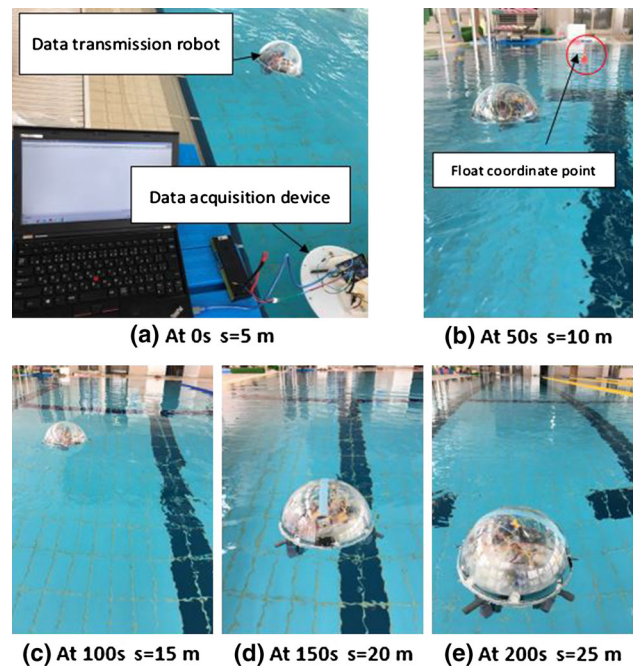 Data transmission robot
Data acquisition device
(a) At 0s s=5 m
Float coordinate point
(b) At 50s s=10 m
(c) At 100s s=15 m
(d) At 150s s=20 m
(e) At 200s s=25 m